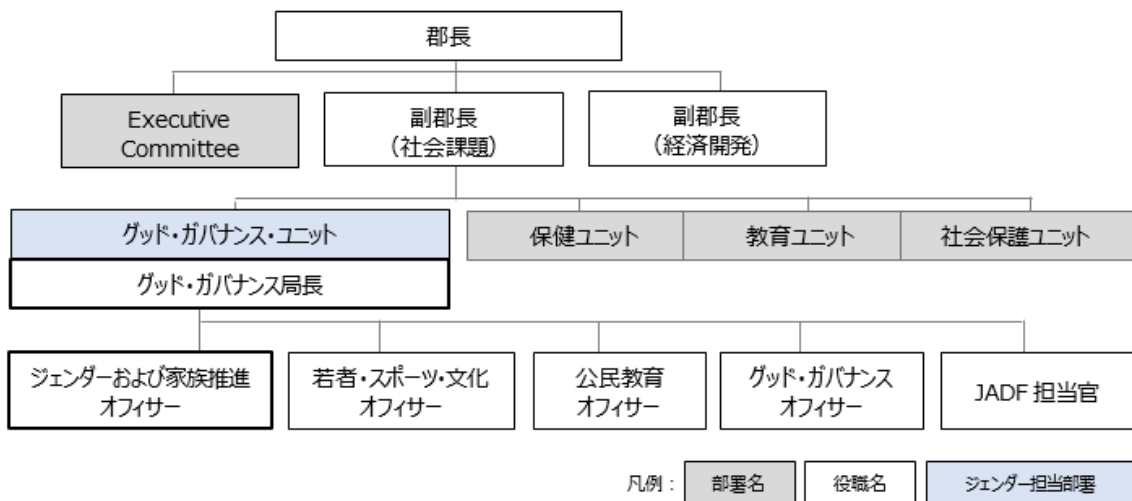 郡長
Executive
Committee
副郡長
(社会課題)
副郡長
(経済開発)
グッド・ガバナンス・ユニット
保健ユニット
教育ユニット
社会保護ユニット
グッド・ガバナンス局長
ジェンダーおよび家族推進
オフィサー
若者・スポーツ・文化
オフィサー
公民教育
オフィサー
グッド・ガバナンス
オフィサー
JADF 担当官
凡例：
部署名
役職名
ジェンダー担当部署